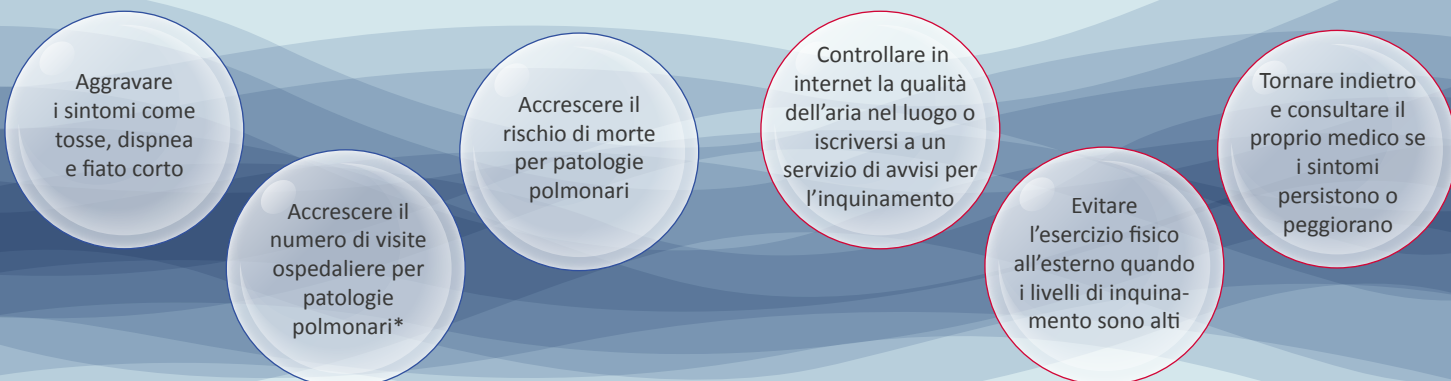 Aggravare
i sintomi come
tosse, dispnea
e fiato corto
Accrescere il
numero di visite
ospedaliere per
patologie
polmonari*
Accrescere il
rischio di morte
per patologie
polmonari
Controllare in
internet la qualità
dell'aria nel luogo o
iscriversi a un
servizio di avvisi per
l'inquinamento
Evitare
l'esercizio fisico
all'esterno quando
i livelli di inquina-
mento sono alti
Tornare indietro
e consultare il
proprio medico se
i sintomi
persistono o
peggiorano